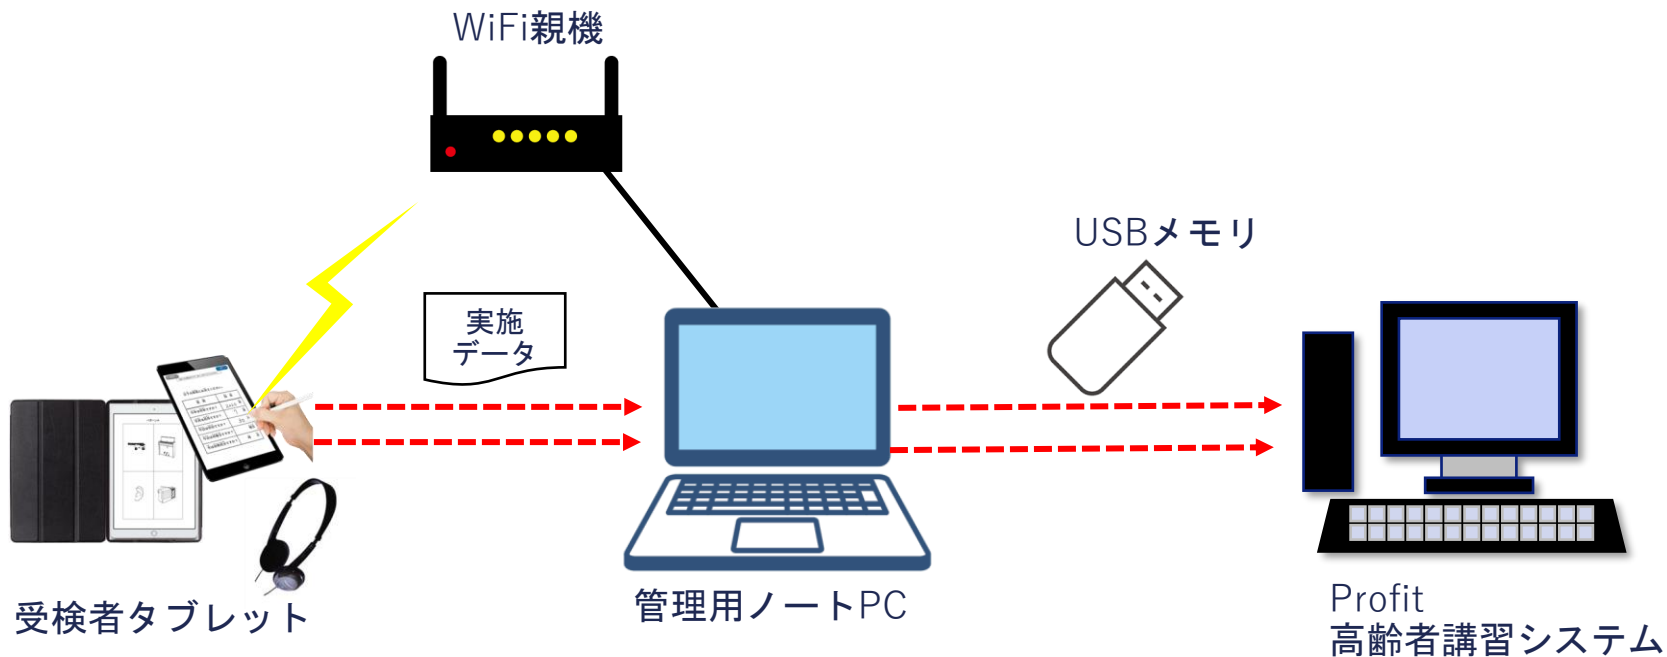 WiFi親機
USBメモリ
実施
データ
受検者タブレット
管理用ノートPC
Profit
高齢者講習システム